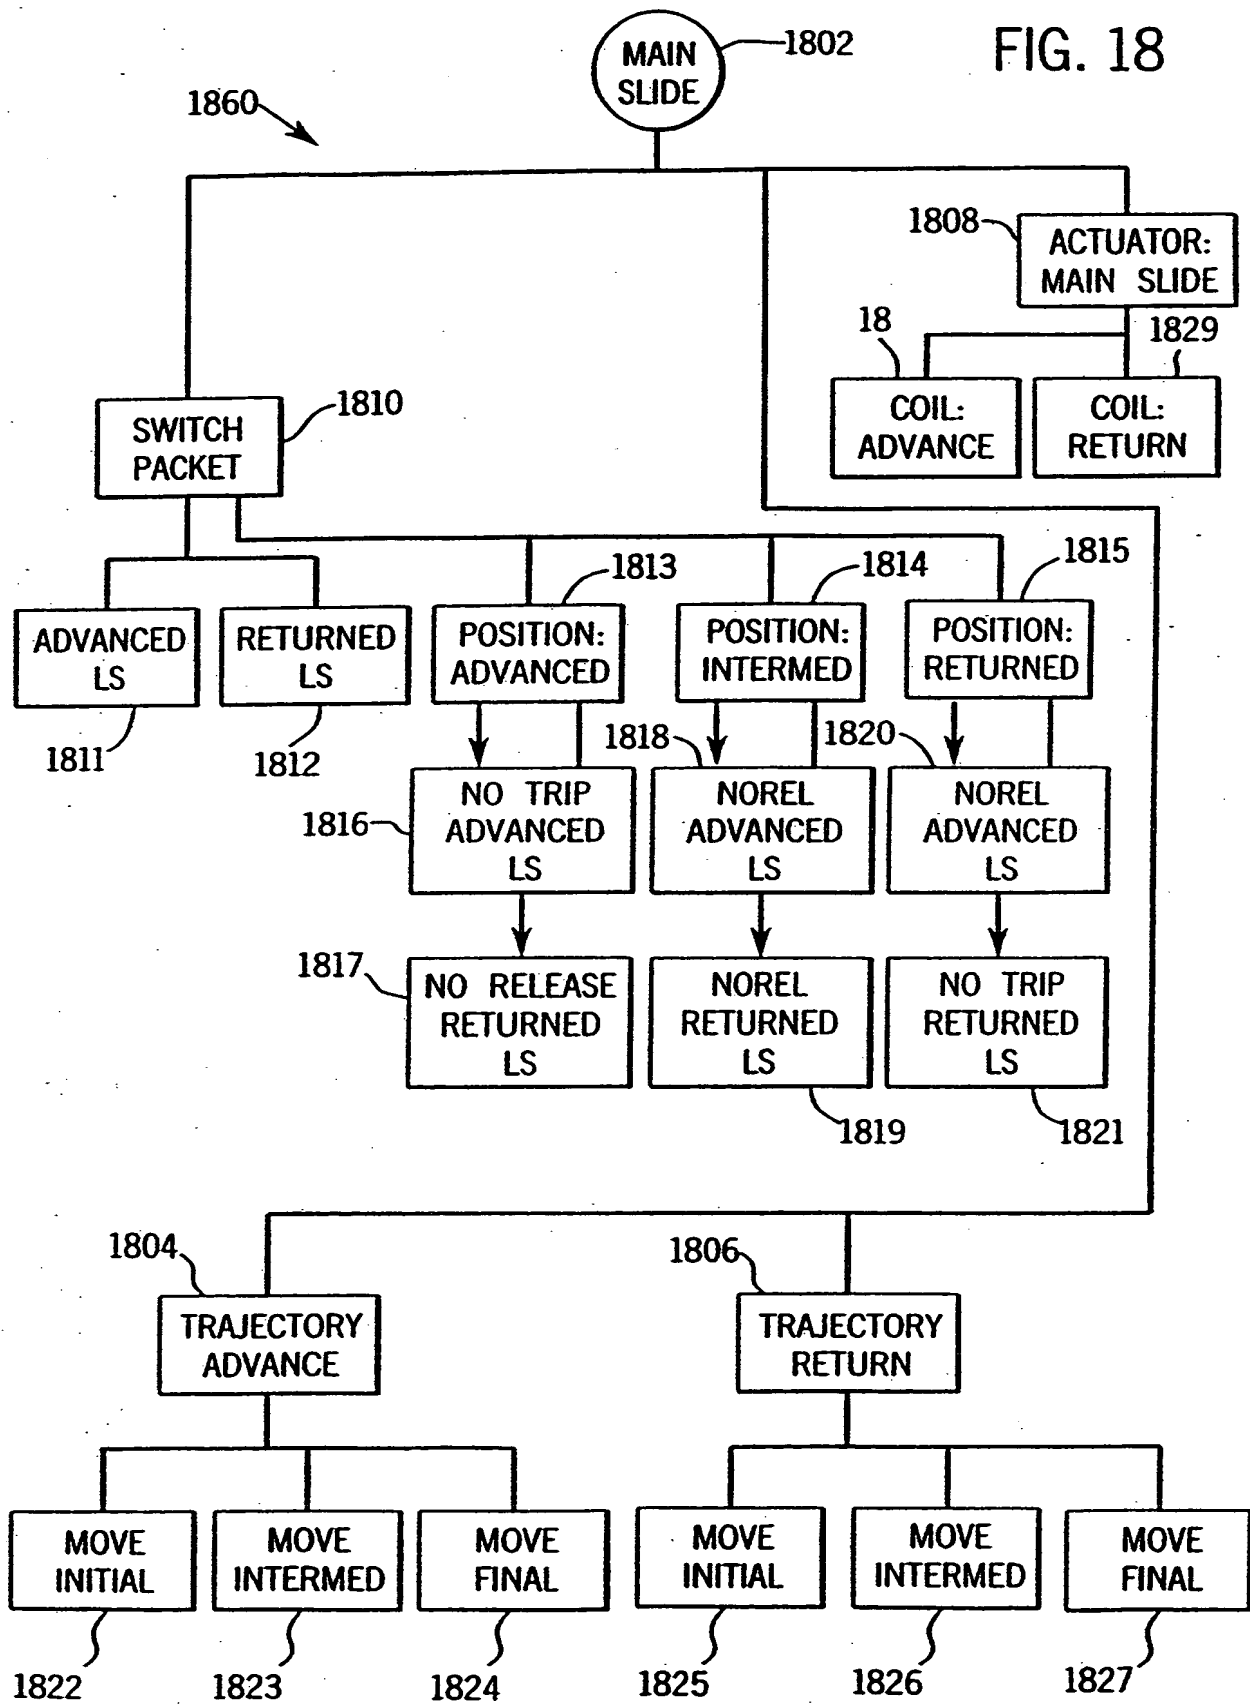 FIG. 18
MAIN
SLIDE
1802
1860
1808
ACTUATOR:
MAIN SLIDE
18
1829
COIL:
ADVANCE
COIL:
RETURN
1810
SWITCH
PACKET
1813
1814
1815
ADVANCED
LS
RETURNED
LS
POSITION:
ADVANCED
POSITION:
INTERMED
POSITION:
RETURNED
1811
1812
1818
1820
1816
NO TRIP
ADVANCED
LS
NOREL
ADVANCED
LS
NOREL
ADVANCED
LS
1817
NO RELEASE
RETURNED
LS
NOREL
RETURNED
LS
NO TRIP
RETURNED
LS
1819
1821
1804
1806
TRAJECTORY
ADVANCE
TRAJECTORY
RETURN
MOVE
INITIAL
MOVE
INTERMED
MOVE
FINAL
MOVE
INITIAL
MOVE
INTERMED
MOVE
FINAL
1822
1823
1824
1825
1826
1827